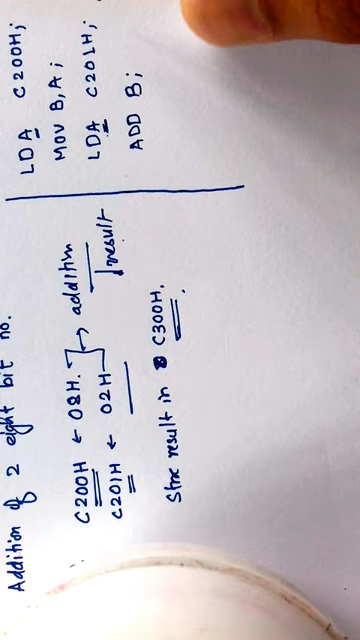 Addition of 2 eight bit no.
C200H ← 08H. → addition
C201H ← 02H result
Store result in C300H.
LDA C200H;
MOV B,A;
LDA C201H;
ADD B;